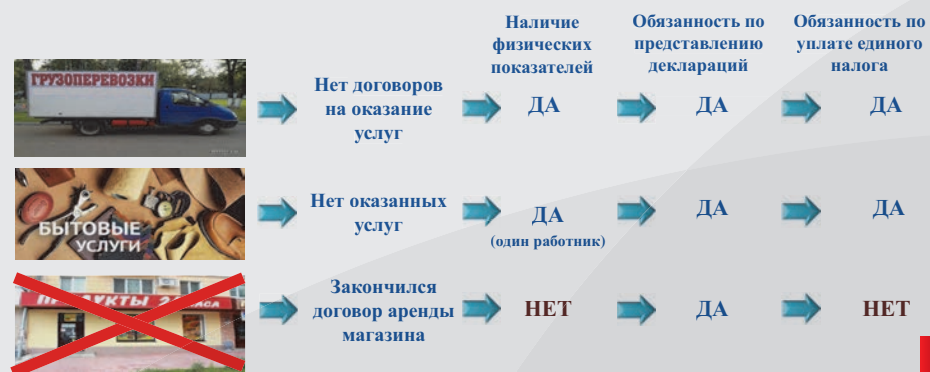 Наличие
физических
показателей
Обязанность по
представлению
деклараций
Обязанность по
уплате единого
налога
ГРУЗОПЕРЕВОЗКИ
Нет договоров
на оказание
услуг
ДА
ДА
ДА
БЫТОВЫЕ
УСЛУГИ
Нет оказанных
услуг
ДА
(один работник)
ДА
ДА
ПРОДУКТЫ 24
Закончился
договор аренды
магазина
НЕТ
ДА
НЕТ